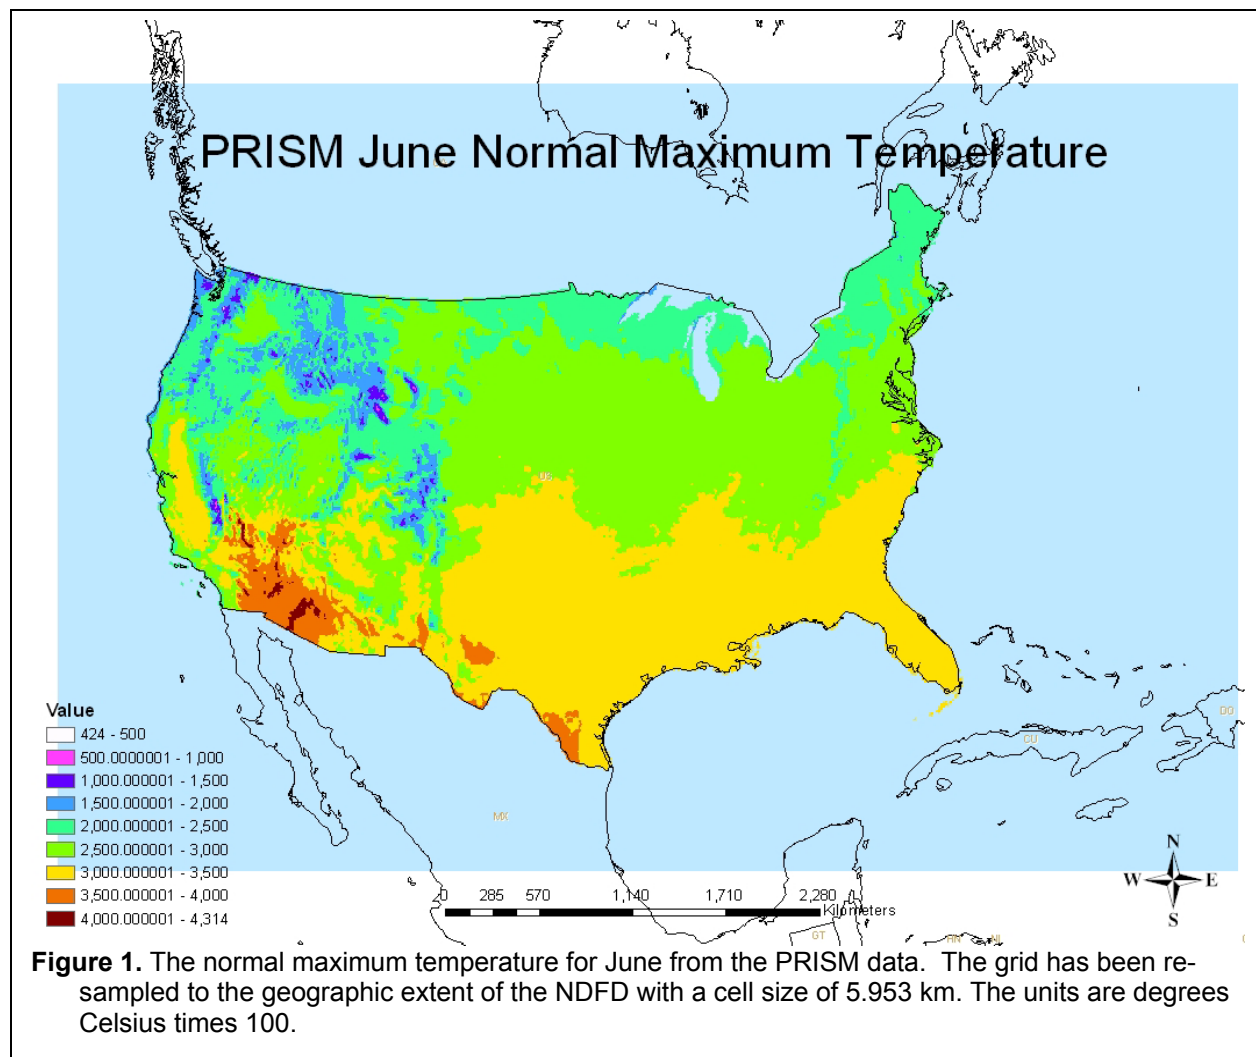 PRISM June Normal Maximum Temperature
US
DO
CU
MX
Value
424 - 500
500.0000001 - 1,000
1,000.000001 - 1,500
1,500.000001 - 2,000
2,000.000001 - 2,500
2,500.000001 - 3,000
3,000.000001 - 3,500
3,500.000001 - 4,000
4,000.000001 - 4,314
0 285 570 1,140 1,710 2,280
Kilometers
N
W E
S
GT HN NI
Figure 1. The normal maximum temperature for June from the PRISM data. The grid has been re-
sampled to the geographic extent of the NDFD with a cell size of 5.953 km. The units are degrees
Celsius times 100.